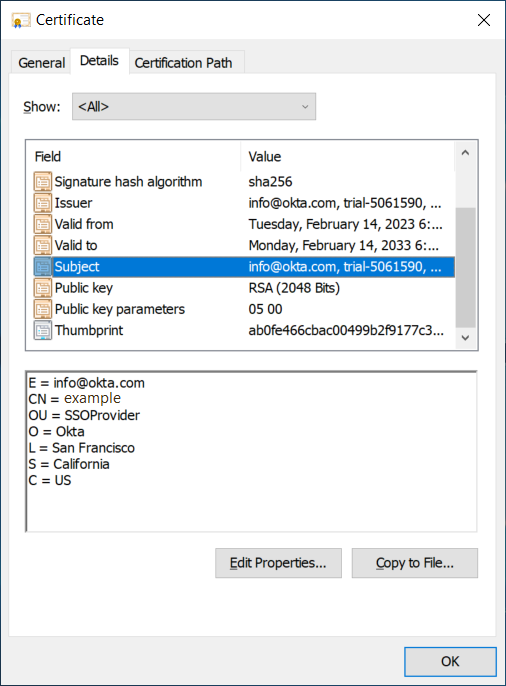 Certificate
General Details Certification Path
Show: <All>
Field Value
Signature hash algorithm sha256
Issuer info@okta.com, trial-5061590, ...
Valid from Tuesday, February 14, 2023 6:...
Valid to Monday, February 14, 2033 6:...
Subject info@okta.com, trial-5061590, ...
Public key RSA (2048 Bits)
Public key parameters 05 00
Thumbprint ab0fe466cbac00499b2f9177c3...
E = info@okta.com
CN = example
OU = SSOProvider
O = Okta
L = San Francisco
S = California
C = US
Edit Properties... Copy to File...
OK